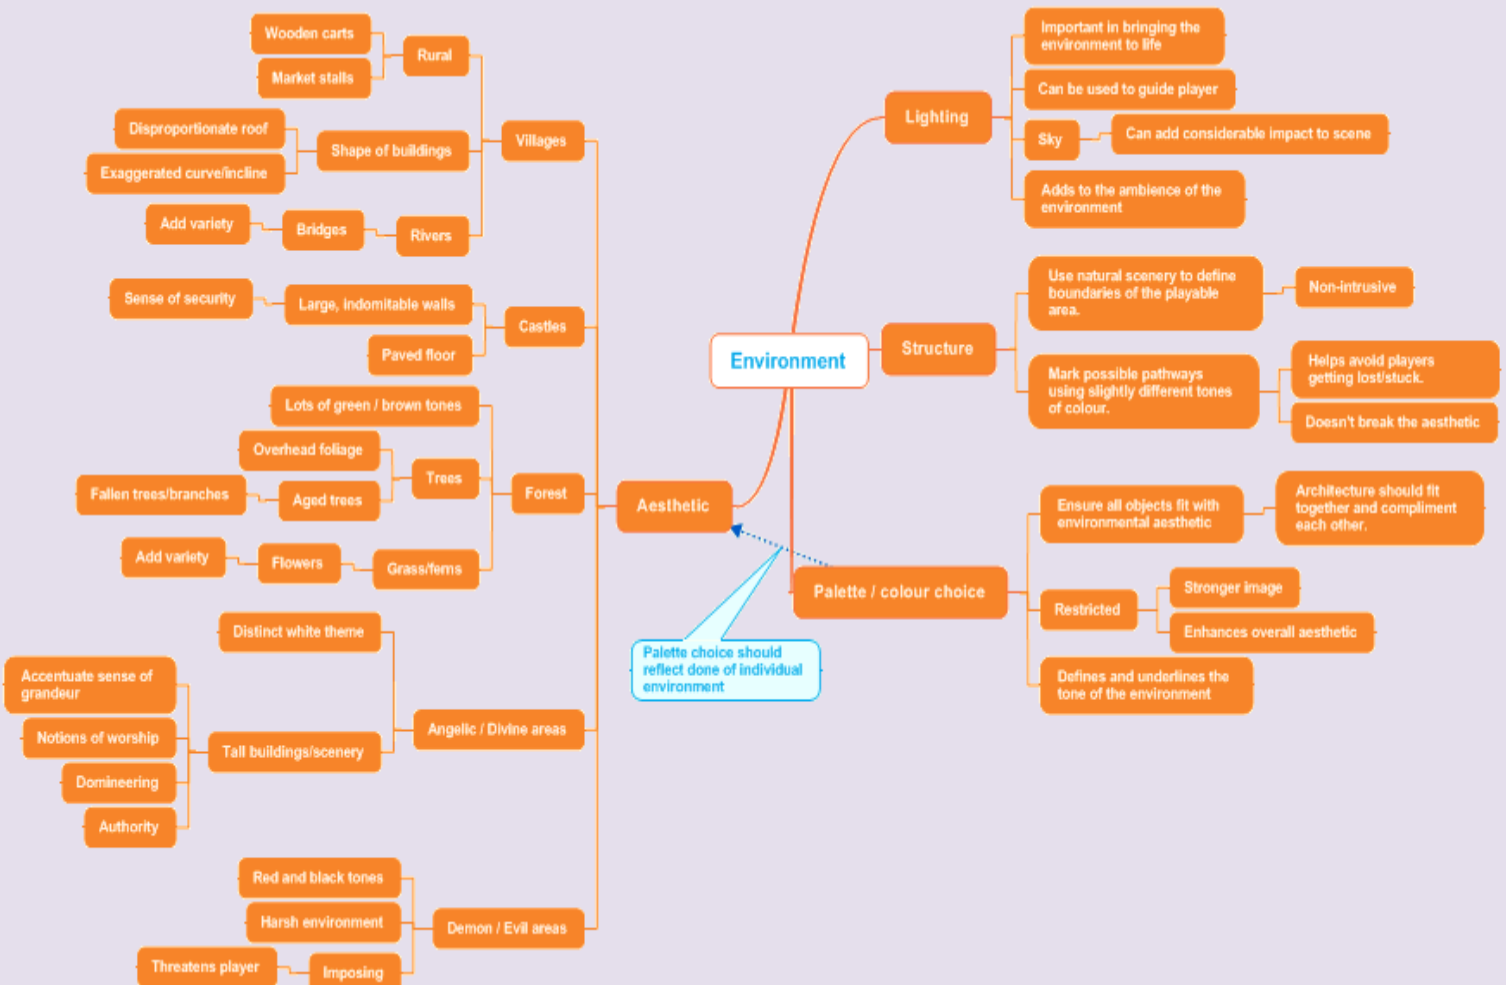 Wooden carts
Market stalls
Rural
Disproportionate roof
Exaggerated curve/incline
Shape of buildings
Villages
Add variety
Bridges
Rivers
Sense of security
Large, indomitable walls
Paved floor
Castles
Lots of green / brown tones
Overhead foliage
Fallen trees/branches
Aged trees
Trees
Forest
Add variety
Flowers
Grass/ferns
Distinct white theme
Accentuate sense of
grandeur
Notions of worship
Domineering
Authority
Tall buildings/scenery
Angelic / Divine areas
Red and black tones
Harsh environment
Threatens player
Imposing
Demon / Evil areas
Aesthetic
Environment
Lighting
Important in bringing the
environment to life
Can be used to guide player
Sky
Can add considerable impact to scene
Adds to the ambience of the
environment
Structure
Use natural scenery to define
boundaries of the playable
area.
Non-intrusive
Mark possible pathways
using slightly different tones
of colour.
Helps avoid players
getting lost/stuck.
Doesn't break the aesthetic
Palette / colour choice
Ensure all objects fit with
environmental aesthetic
Architecture should fit
together and compliment
each other.
Restricted
Stronger image
Enhances overall aesthetic
Defines and underlines the
tone of the environment
Palette choice should
reflect done of individual
environment